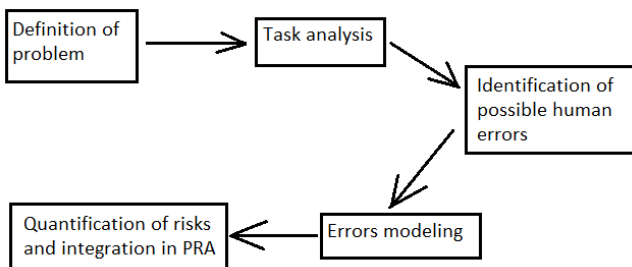 Definition of
problem
Task analysis
Identification of
possible human
errors
Errors modeling
Quantification of risks
and integration in PRA